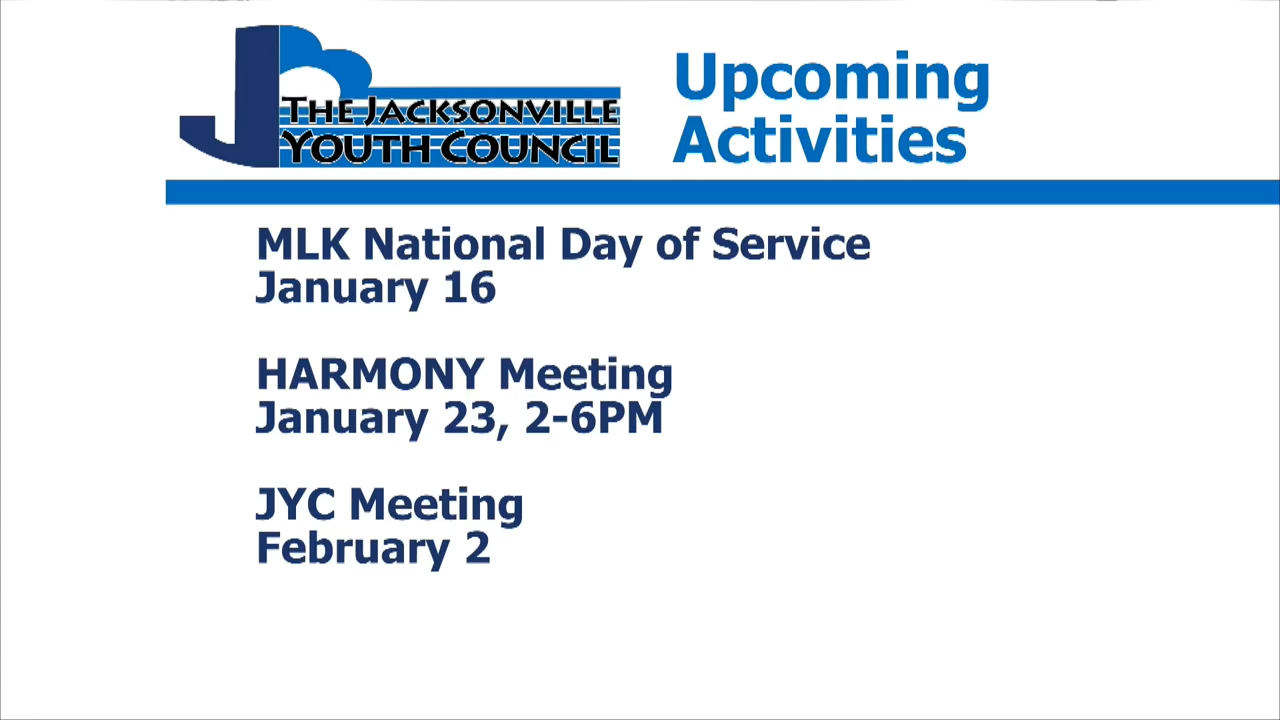 THE JACKSONVILLE
YOUTH COUNCIL
Upcoming
Activities
MLK National Day of Service
January 16
HARMONY Meeting
January 23, 2-6PM
JYC Meeting
February 2